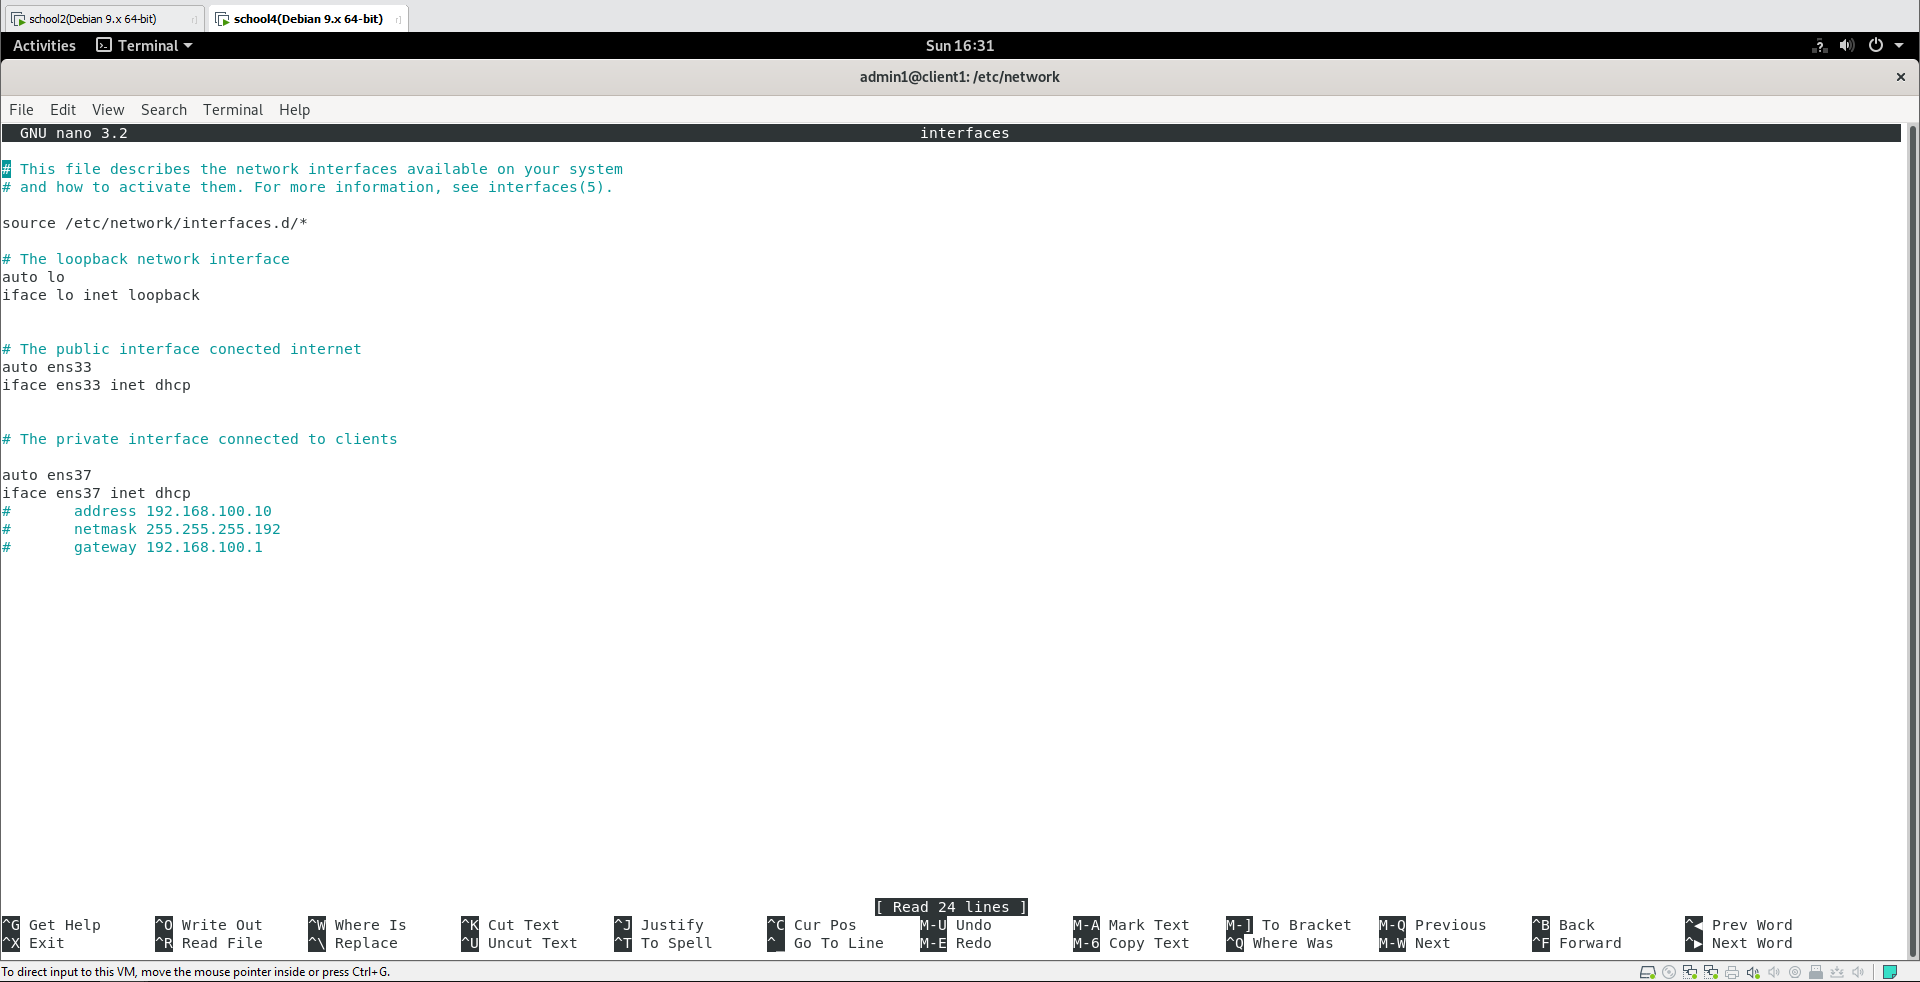 school2(Debian 9.x 64-bit)
school4(Debian 9.x 64-bit)
Activities
Terminal
Sun 16:31
admin1@client1: /etc/network
File Edit View Search Terminal Help
GNU nano 3.2 interfaces
# This file describes the network interfaces available on your system
# and how to activate them. For more information, see interfaces(5).
source /etc/network/interfaces.d/*
# The loopback network interface
auto lo
iface lo inet loopback
# The public interface conected internet
auto ens33
iface ens33 inet dhcp
# The private interface connected to clients
auto ens37
iface ens37 inet dhcp
# address 192.168.100.10
# netmask 255.255.255.192
# gateway 192.168.100.1
[ Read 24 lines ]
^G Get Help ^O Write Out ^W Where Is ^K Cut Text ^J Justify ^C Cur Pos M-U Undo M-A Mark Text M-] To Bracket M-Q Previous ^B Back ^◀ Prev Word
^X Exit ^R Read File ^\ Replace ^U Uncut Text ^T To Spell ^_ Go To Line M-E Redo M-6 Copy Text ^Q Where Was M-W Next ^F Forward ^▶ Next Word
To direct input to this VM, move the mouse pointer inside or press Ctrl+G.